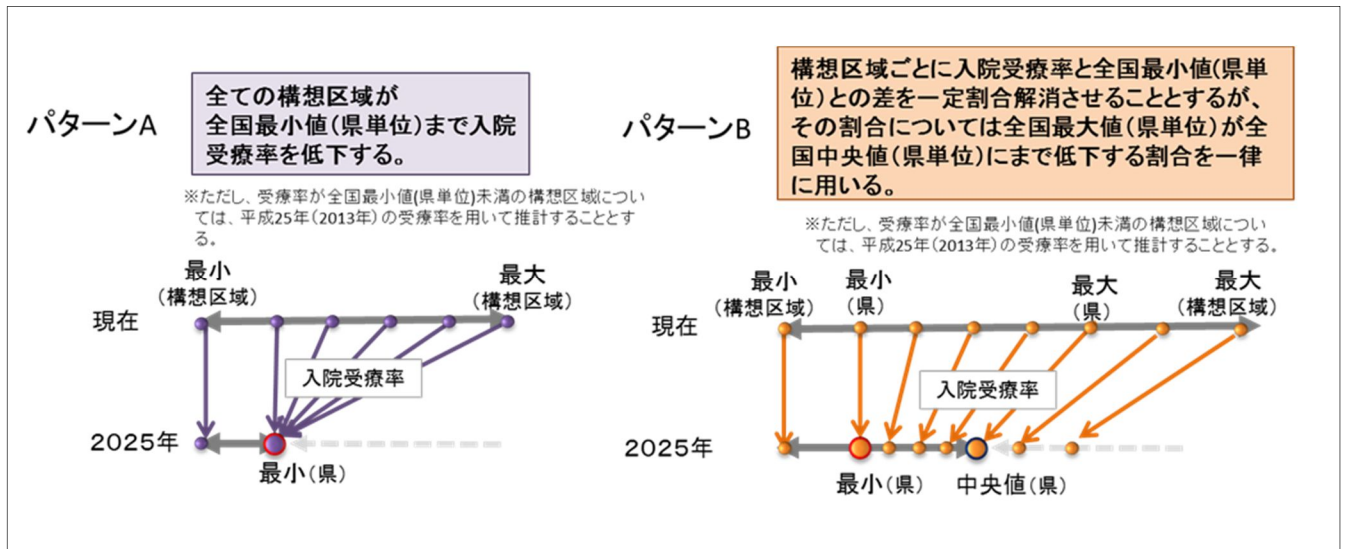 パターンA
全ての構想区域が
全国最小値(県単位)まで入院
受療率を低下する。
※ただし、受療率が全国最小値(県単位)未満の構想区域につい
ては、平成25年(2013年)の受療率を用いて推計することとす
る。
最小
(構想区域)
最大
(構想区域)
現在
入院受療率
2025年
最小(県)
パターンB
構想区域ごとに入院受療率と全国最小値(県単
位)との差を一定割合解消させることとするが、
その割合については全国最大値(県単位)が全
国中央値(県単位)にまで低下する割合を一律
に用いる。
※ただし、受療率が全国最小値(県単位)未満の構想区域につい
ては、平成25年(2013年)の受療率を用いて推計することとする。
最小
(構想区域)
最小
(県)
最大
(県)
最大
(構想区域)
現在
入院受療率
2025年
最小(県)
中央値(県)